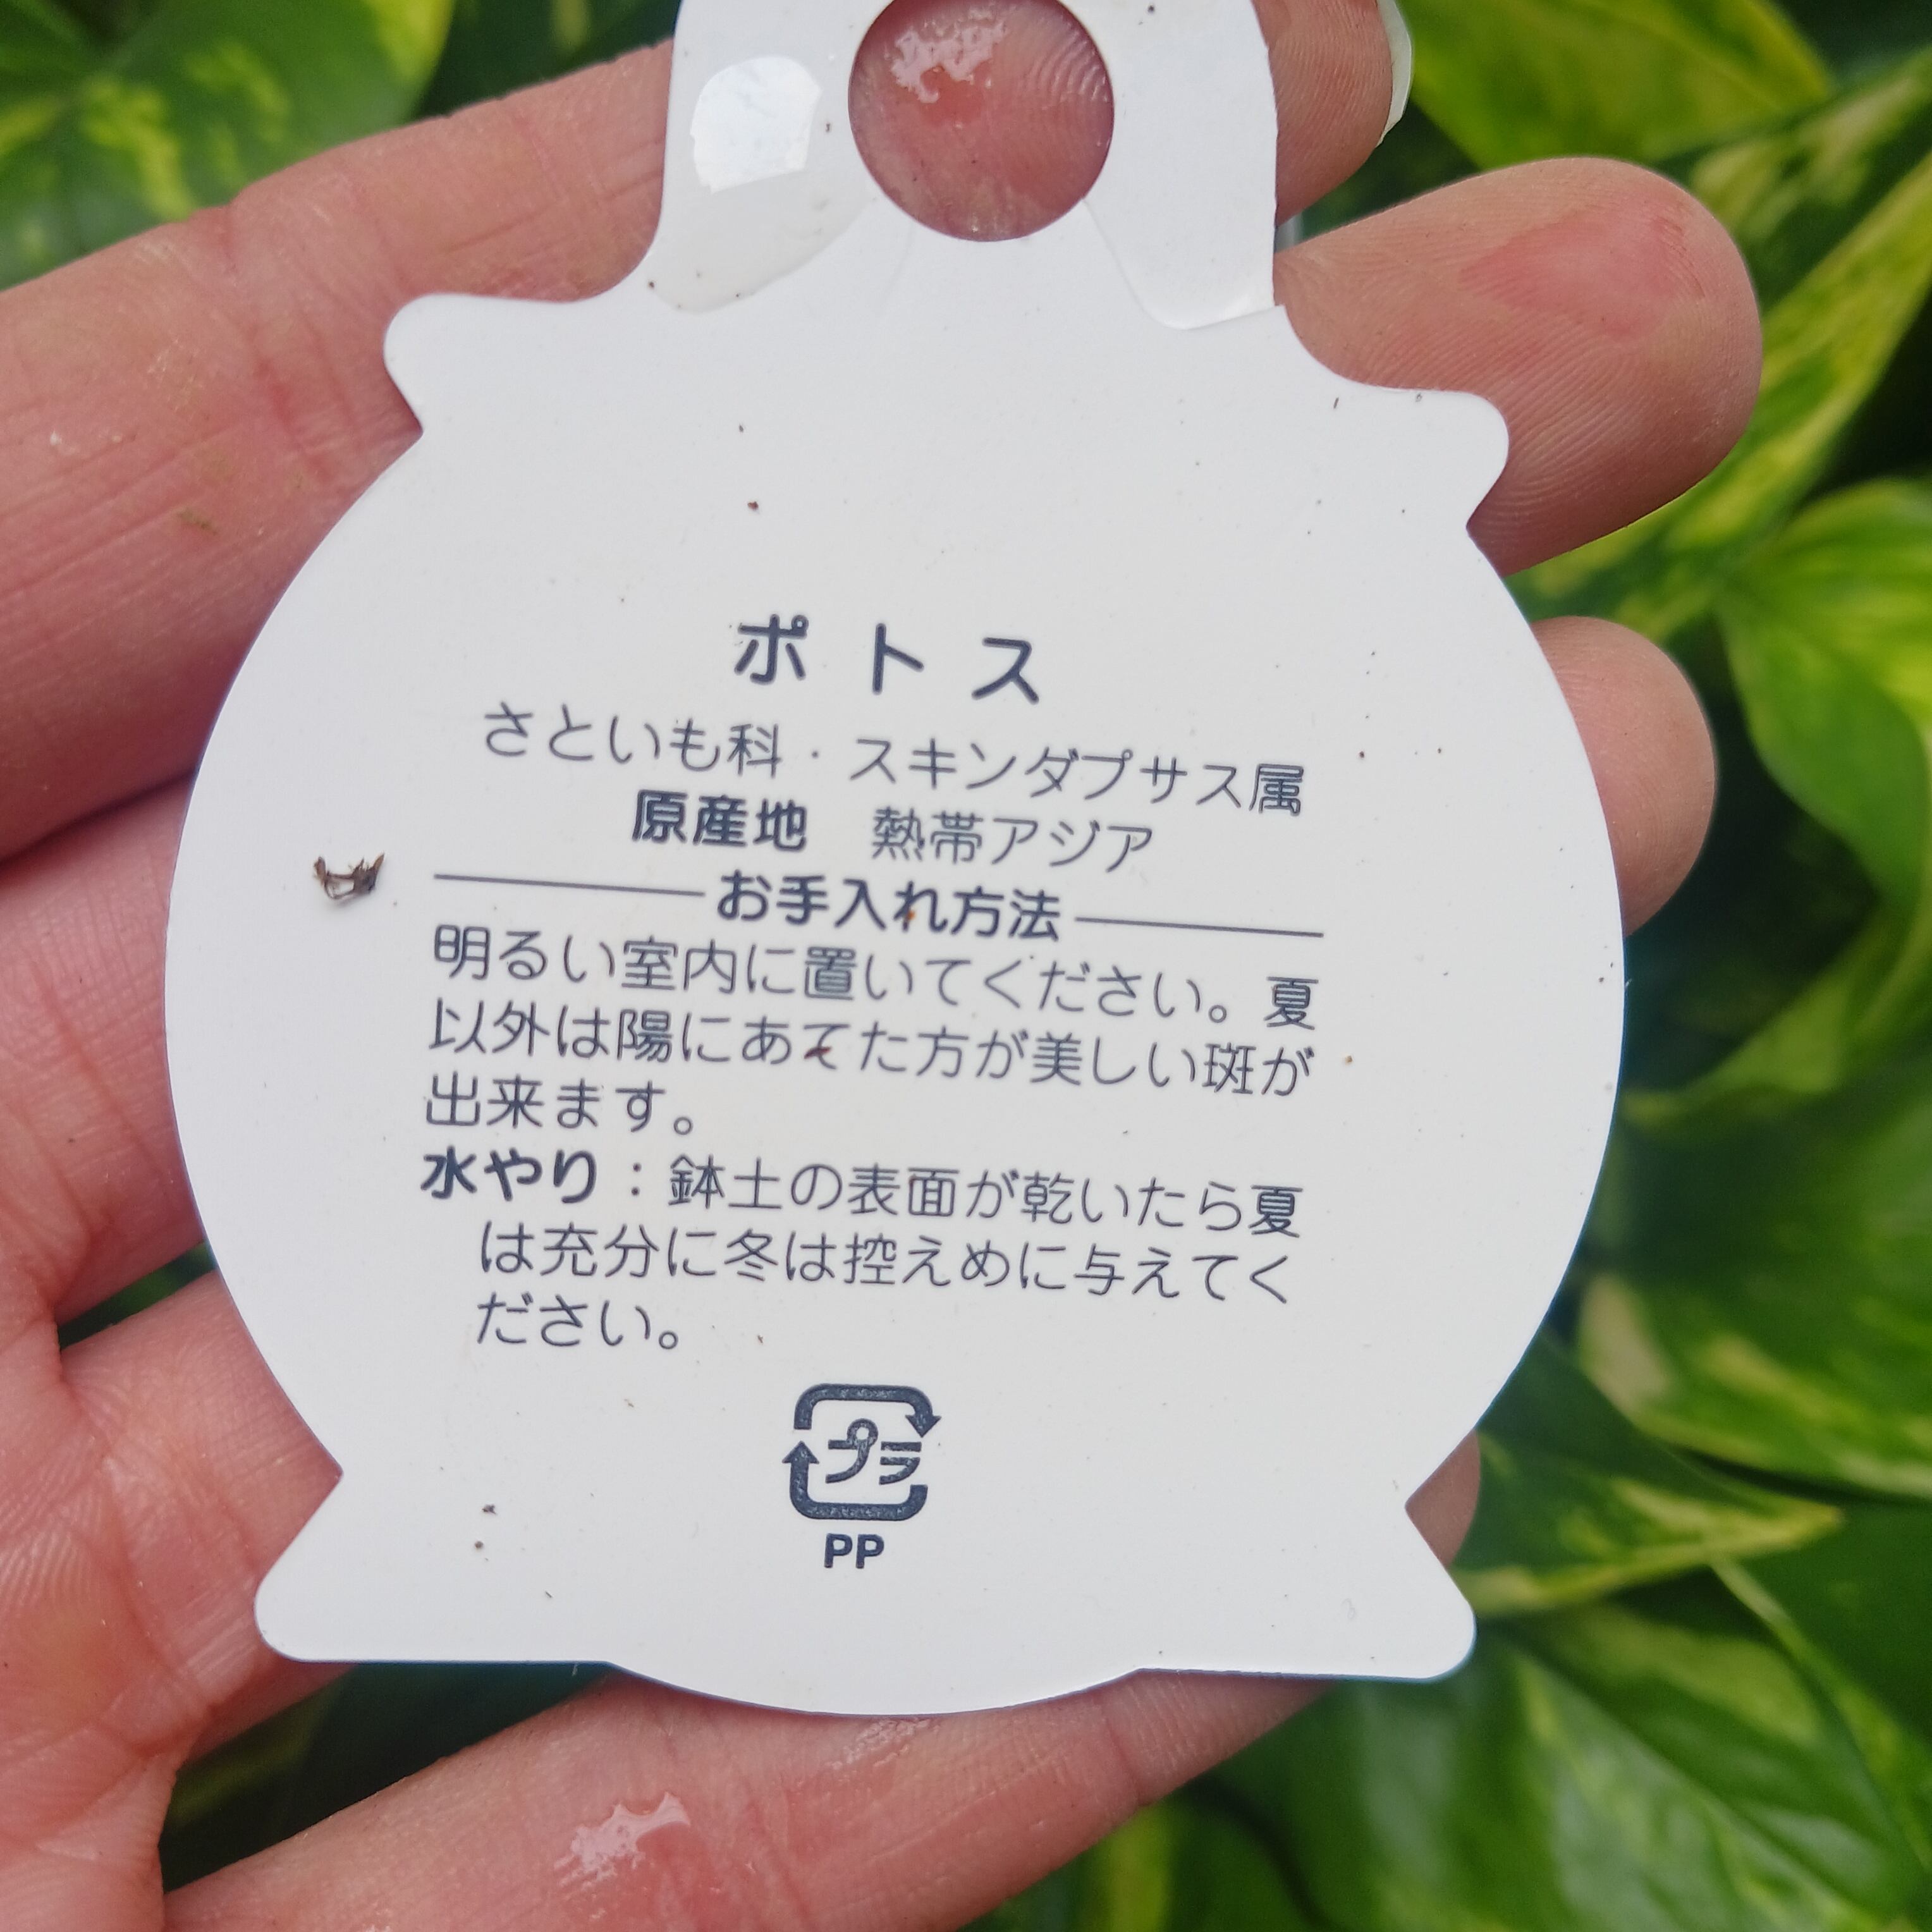 ポトス
さといも科・スキンダプサス属
原産地 熱帯アジア
お手入れ方法
明るい室内に置いてください。夏
以外は陽にあてた方が美しい斑が
出来ます。
水やり：鉢土の表面が乾いたら夏
は充分に冬は控えめに与えてく
ださい。
プラ
PP